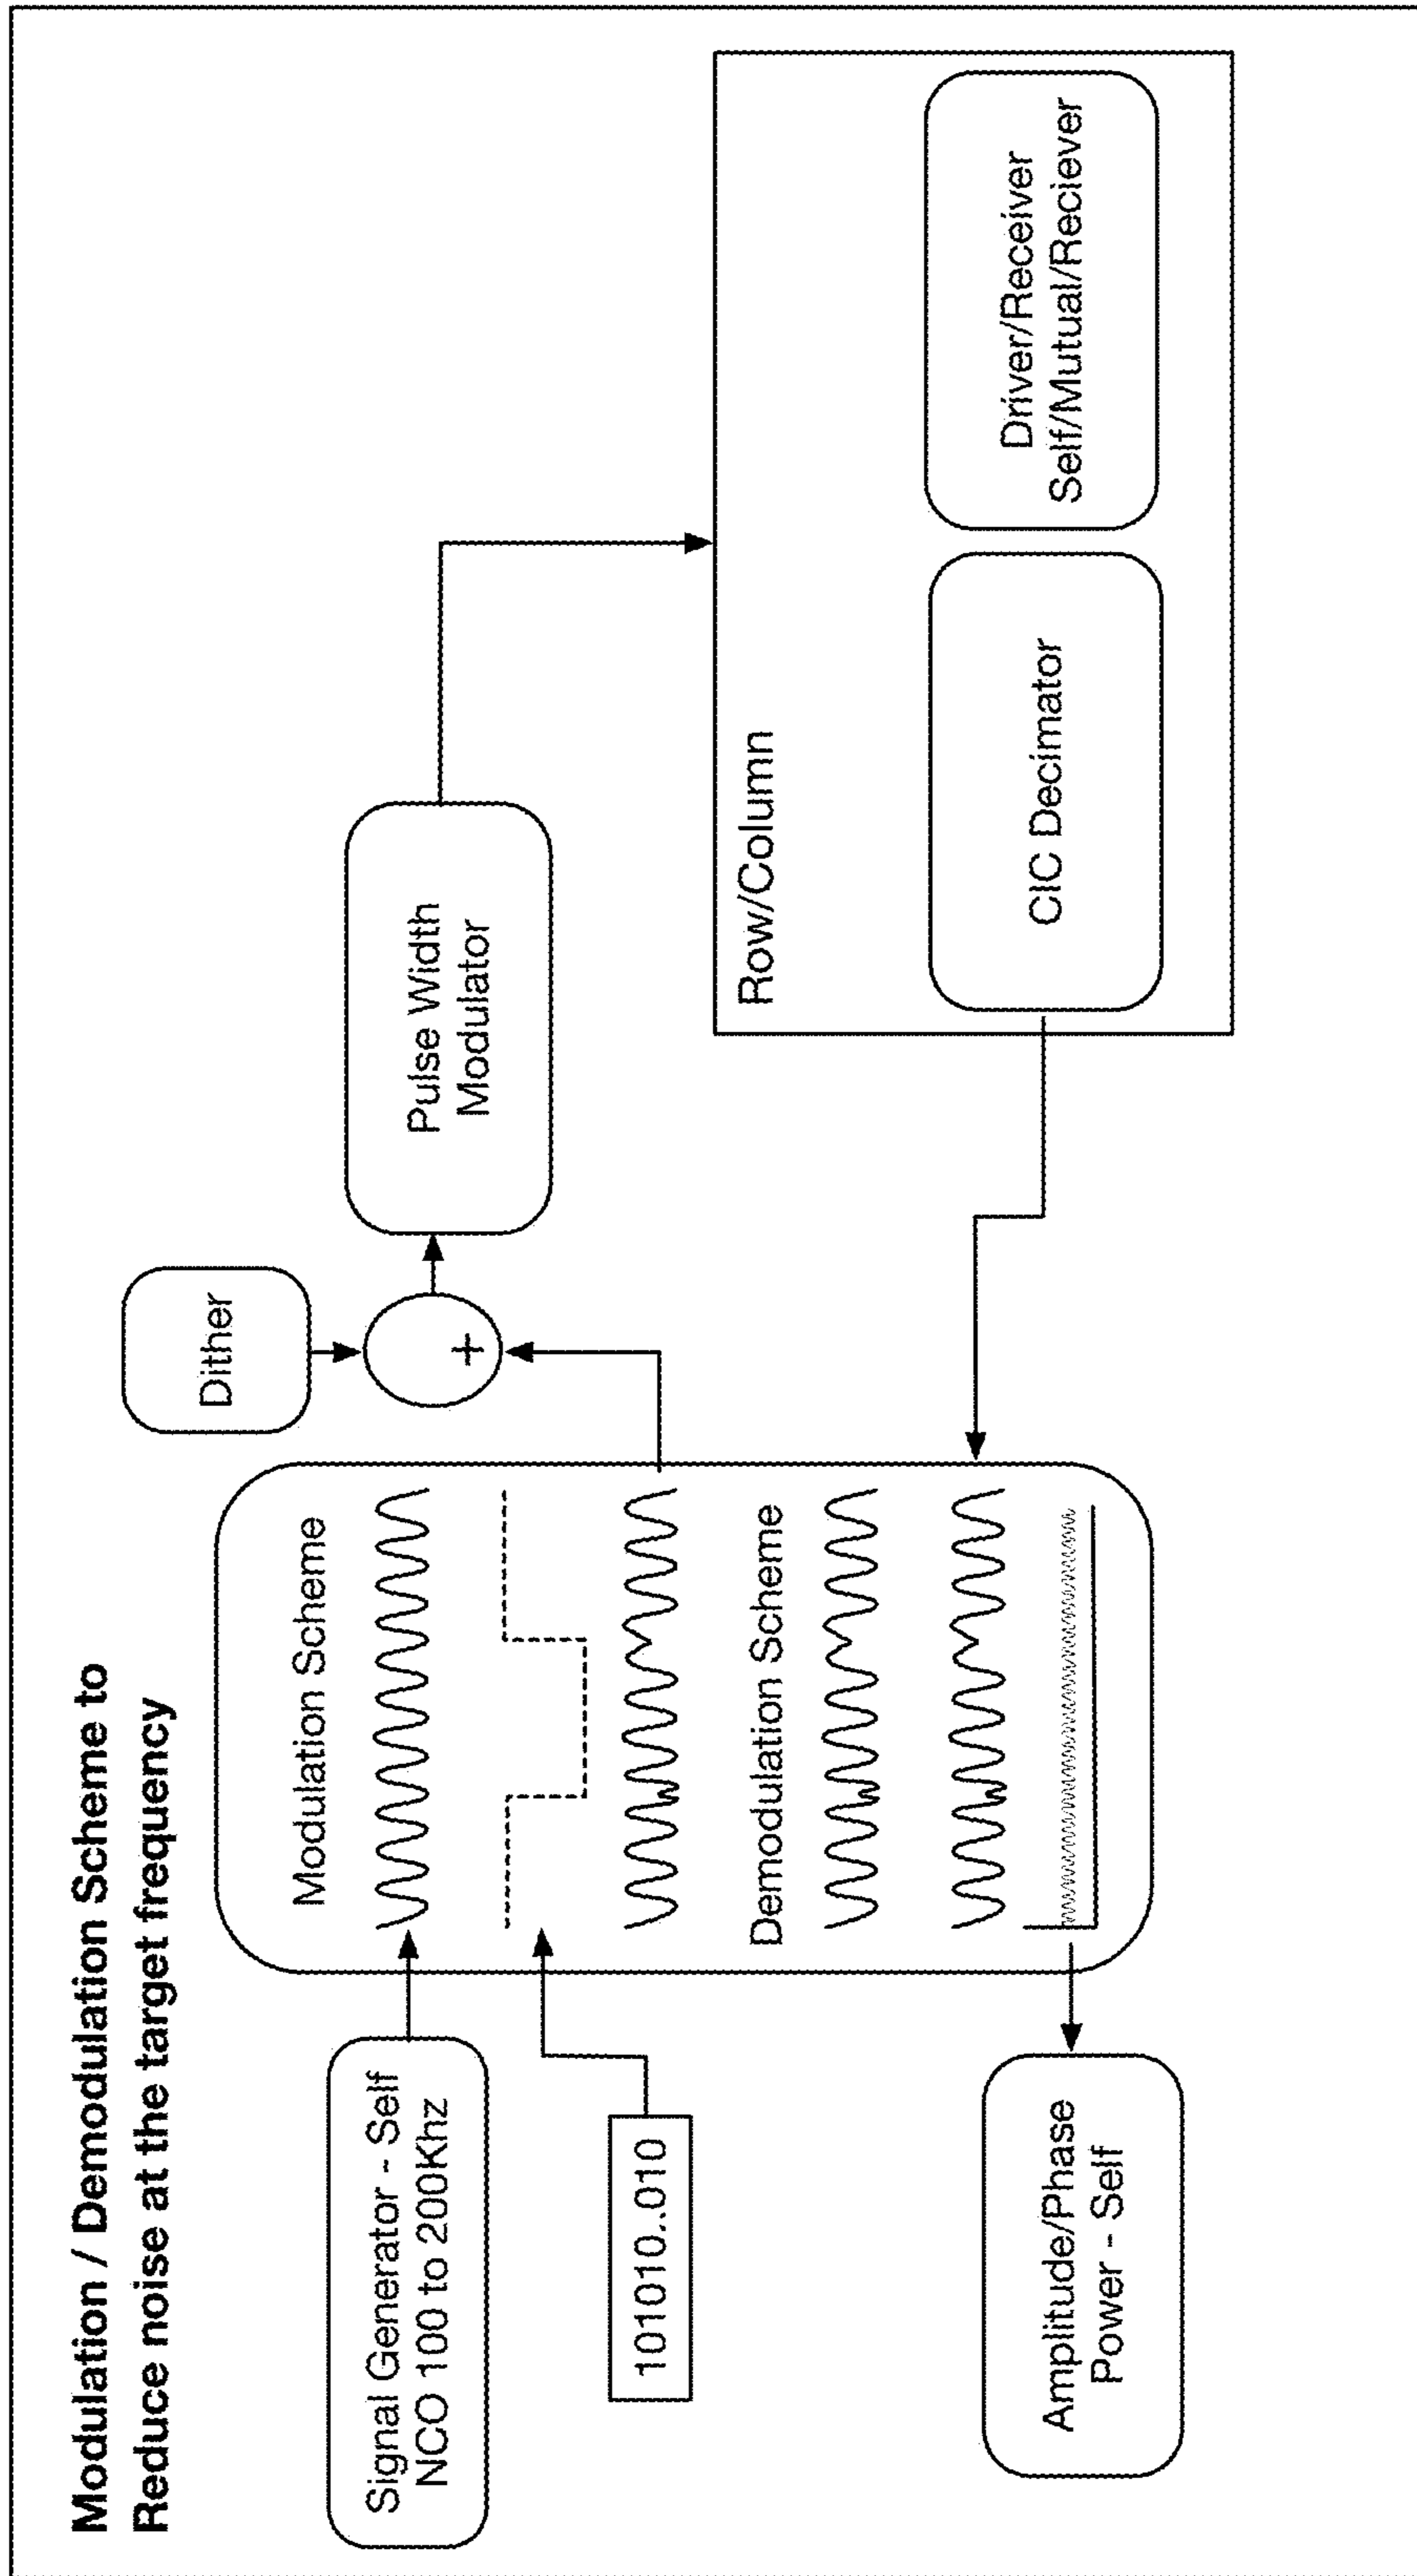 Modulation / Demodulation Scheme to
Reduce noise at the target frequency
Signal Generator - Self
NCO 100 to 200Khz
101010..010
Amplitude/Phase
Power - Self
Modulation Scheme
Demodulation Scheme
Dither
+
Pulse Width
Modulator
Row/Column
CIC Decimator
Driver/Receiver
Self/Mutual/Reciever